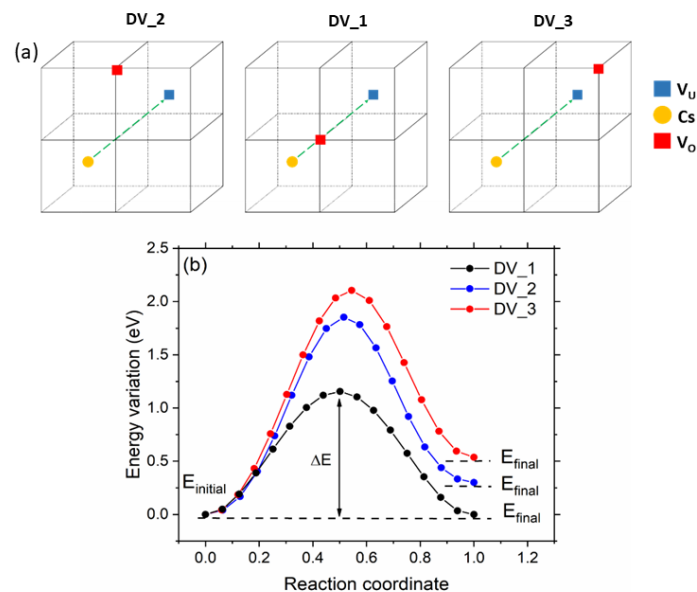 DV_2 DV_1 DV_3
(a)
V_U
Cs
V_O
(b)
DV_1
DV_2
DV_3
Energy variation (eV)
2.5
2.0
1.5
1.0
0.5
0.0
E_initial
ΔE
E_final
E_final
E_final
0.0 0.2 0.4 0.6 0.8 1.0 1.2
Reaction coordinate